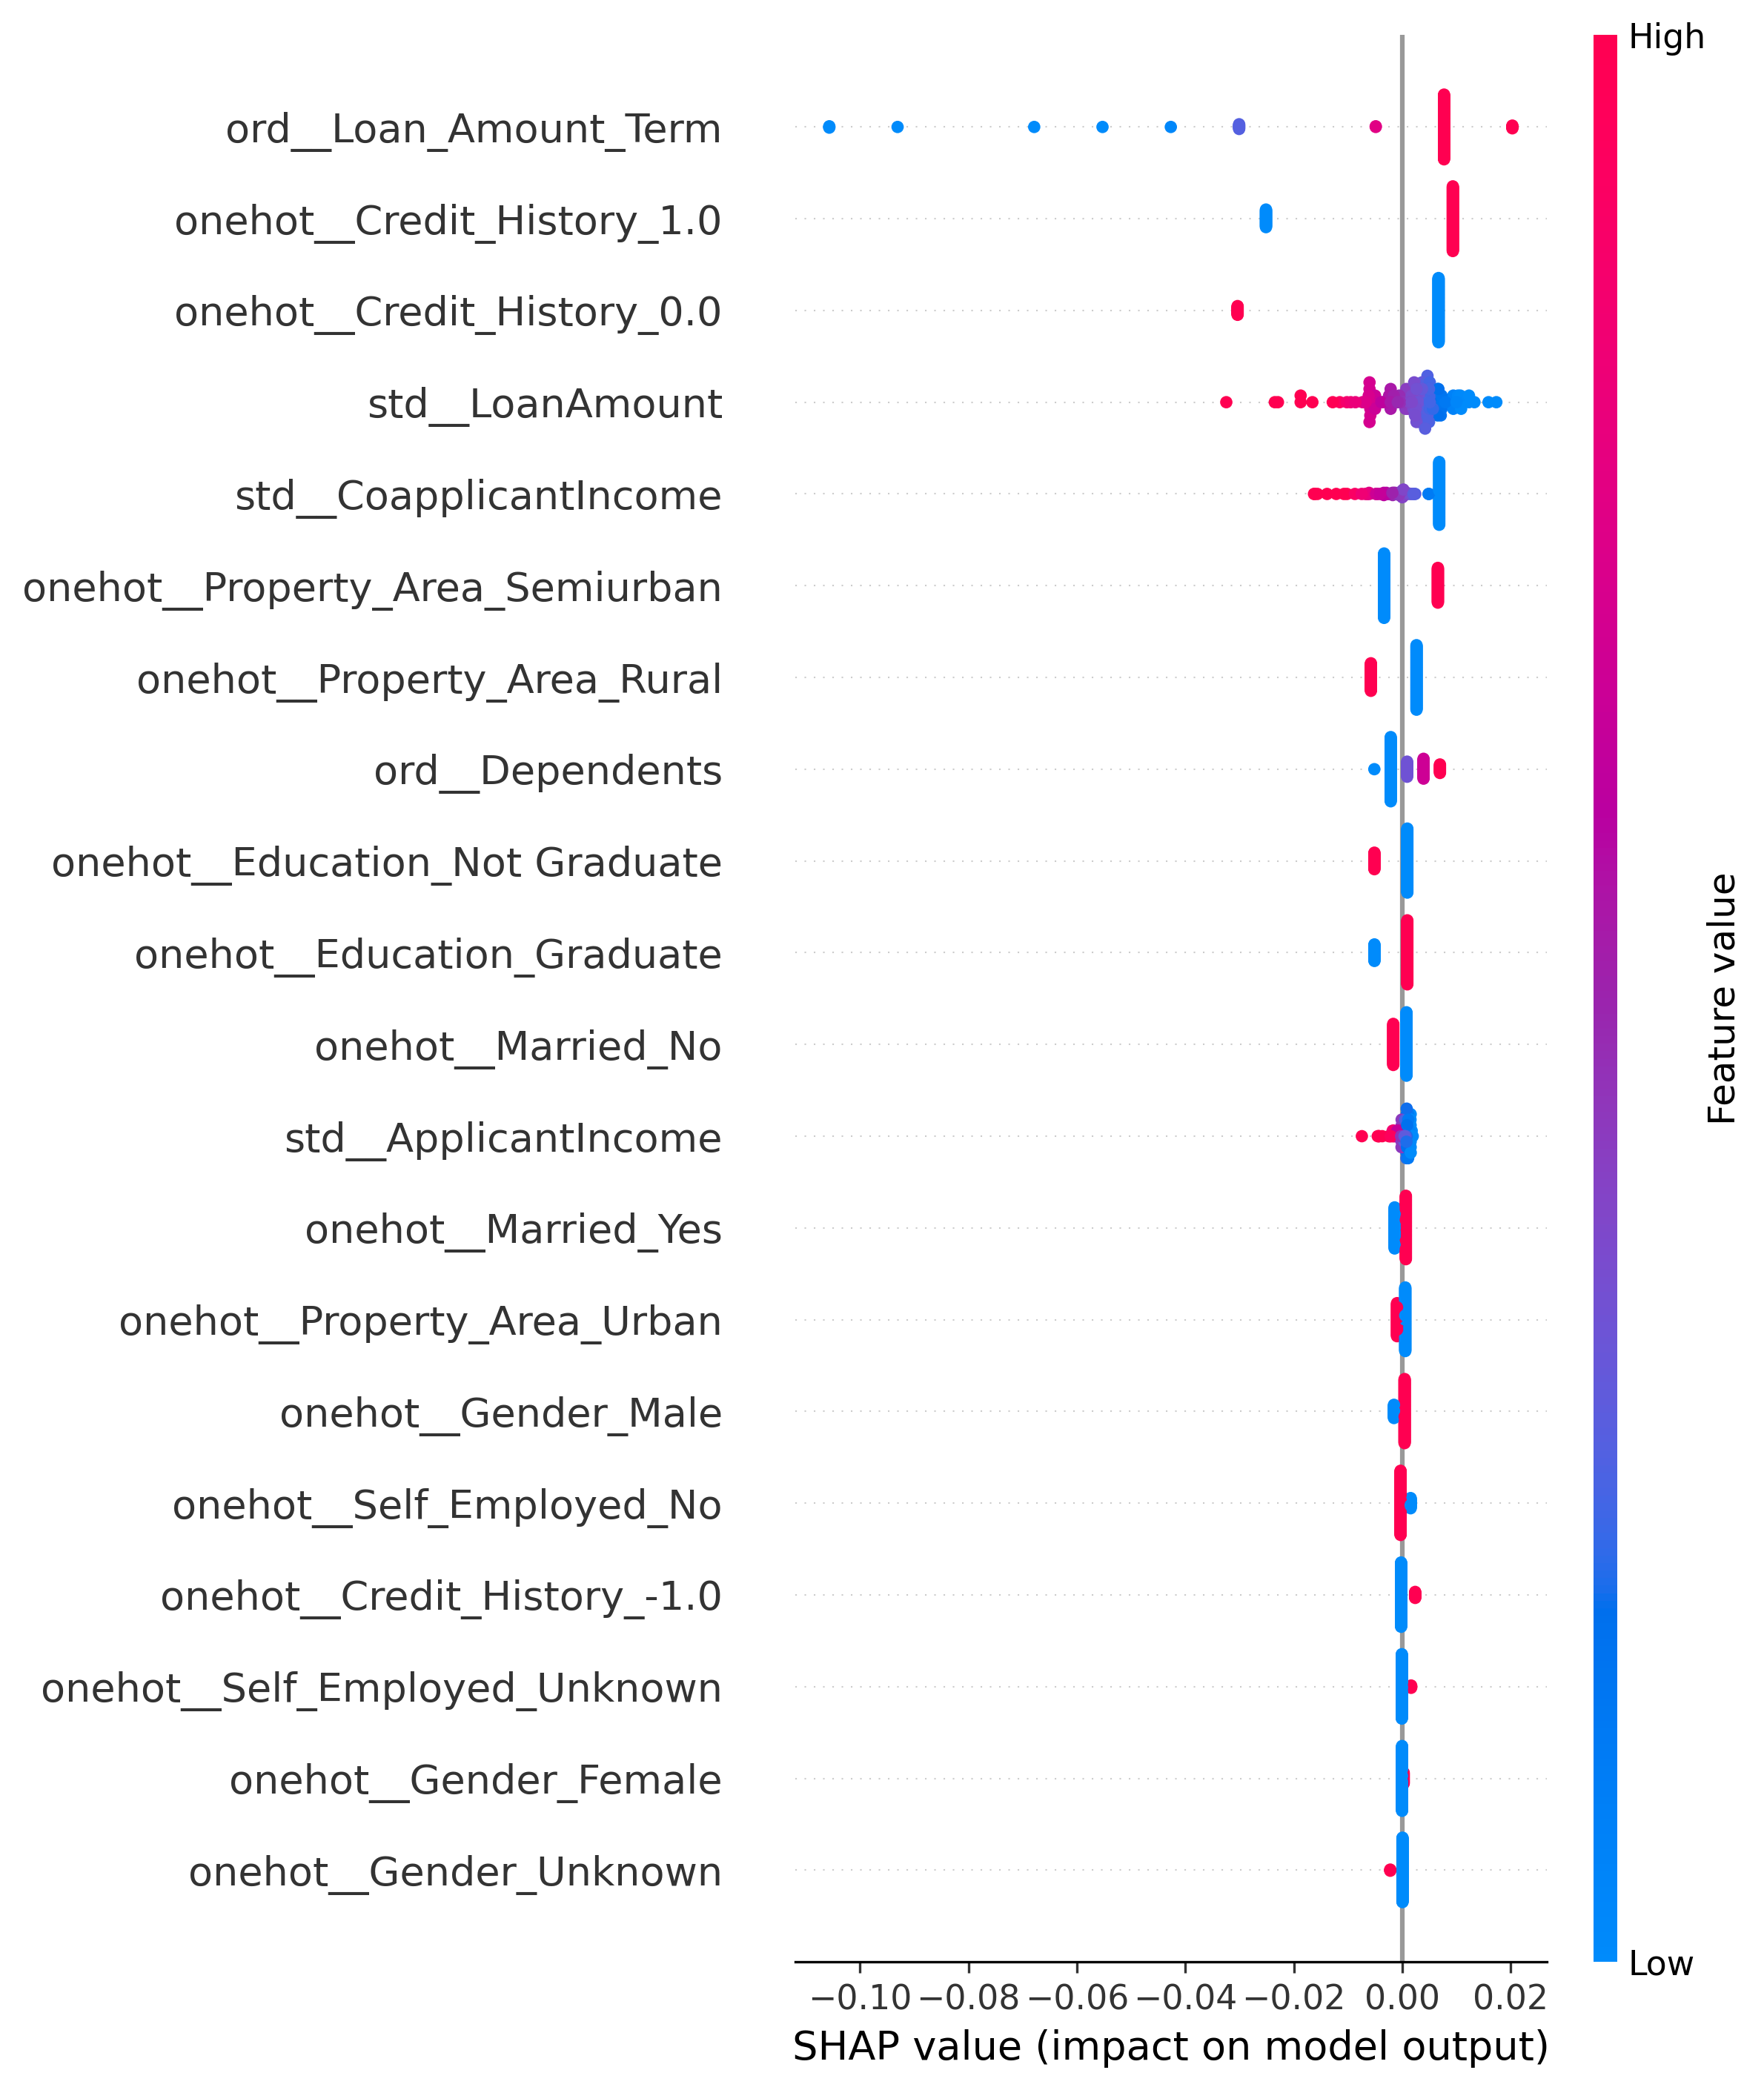 High
ord__Loan_Amount_Term
onehot__Credit_History_1.0
onehot__Credit_History_0.0
std__LoanAmount
std__CoapplicantIncome
onehot__Property_Area_Semiurban
onehot__Property_Area_Rural
ord__Dependents
onehot__Education_Not Graduate
onehot__Education_Graduate
onehot__Married_No
std__ApplicantIncome
onehot__Married_Yes
onehot__Property_Area_Urban
onehot__Gender_Male
onehot__Self_Employed_No
onehot__Credit_History_-1.0
onehot__Self_Employed_Unknown
onehot__Gender_Female
onehot__Gender_Unknown
Feature value
Low
−0.10 −0.08 −0.06 −0.04 −0.02 0.00 0.02
SHAP value (impact on model output)